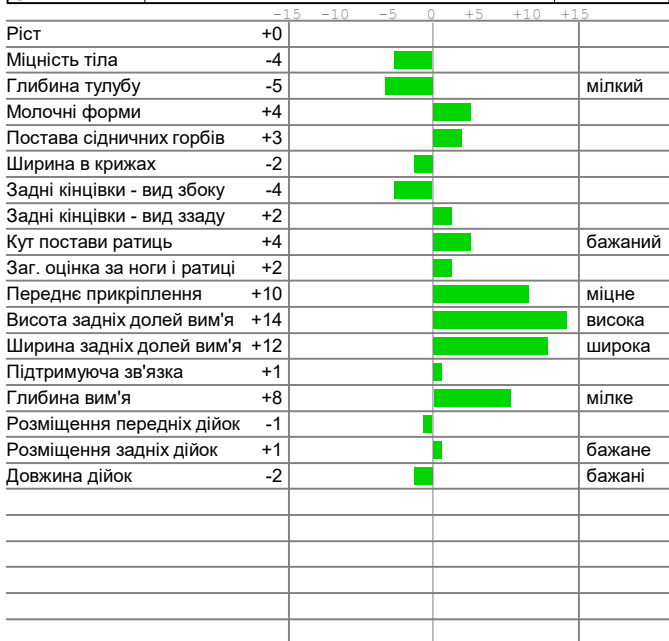 -15 -10 -5 0 +5 +10 +15
Ріст +0
Міцність тіла -4
Глибина тулубу -5 мілкий
Молочні форми +4
Постава сідничних горбів +3
Ширина в крижах -2
Задні кінцівки - вид збоку -4
Задні кінцівки - вид ззаду +2
Кут постави ратиць +4 бажаний
Заг. оцінка за ноги і ратиці +2
Переднє прикріплення +10 міцне
Висота задніх долей вим'я +14 висока
Ширина задніх долей вим'я +12 широка
Підтримуюча зв'язка +1
Глибина вим'я +8 мілке
Розміщення передніх дійок -1
Розміщення задніх дійок +1 бажане
Довжина дійок -2 бажані